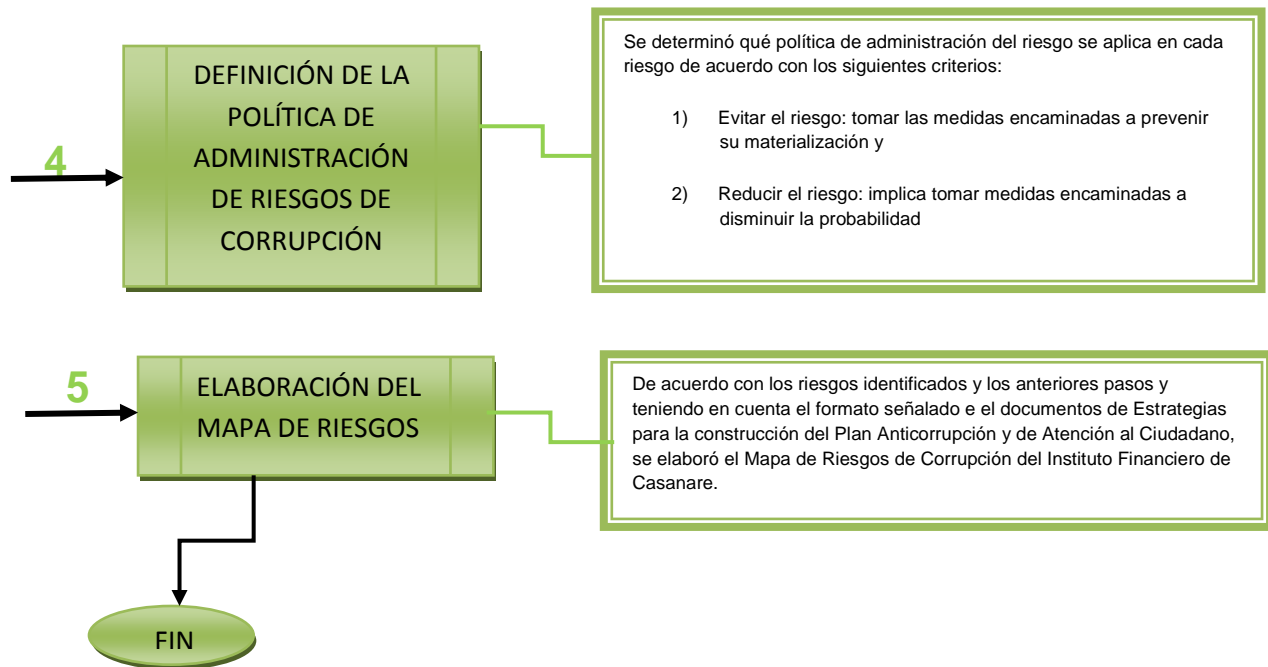 4
DEFINICIÓN DE LA
POLÍTICA DE
ADMINISTRACIÓN
DE RIESGOS DE
CORRUPCIÓN
Se determinó qué política de administración del riesgo se aplica en cada
riesgo de acuerdo con los siguientes criterios:
1) Evitar el riesgo: tomar las medidas encaminadas a prevenir
su materialización y
2) Reducir el riesgo: implica tomar medidas encaminadas a
disminuir la probabilidad
5
ELABORACIÓN DEL
MAPA DE RIESGOS
De acuerdo con los riesgos identificados y los anteriores pasos y
teniendo en cuenta el formato señalado e el documentos de Estrategias
para la construcción del Plan Anticorrupción y de Atención al Ciudadano,
se elaboró el Mapa de Riesgos de Corrupción del Instituto Financiero de
Casanare.
FIN